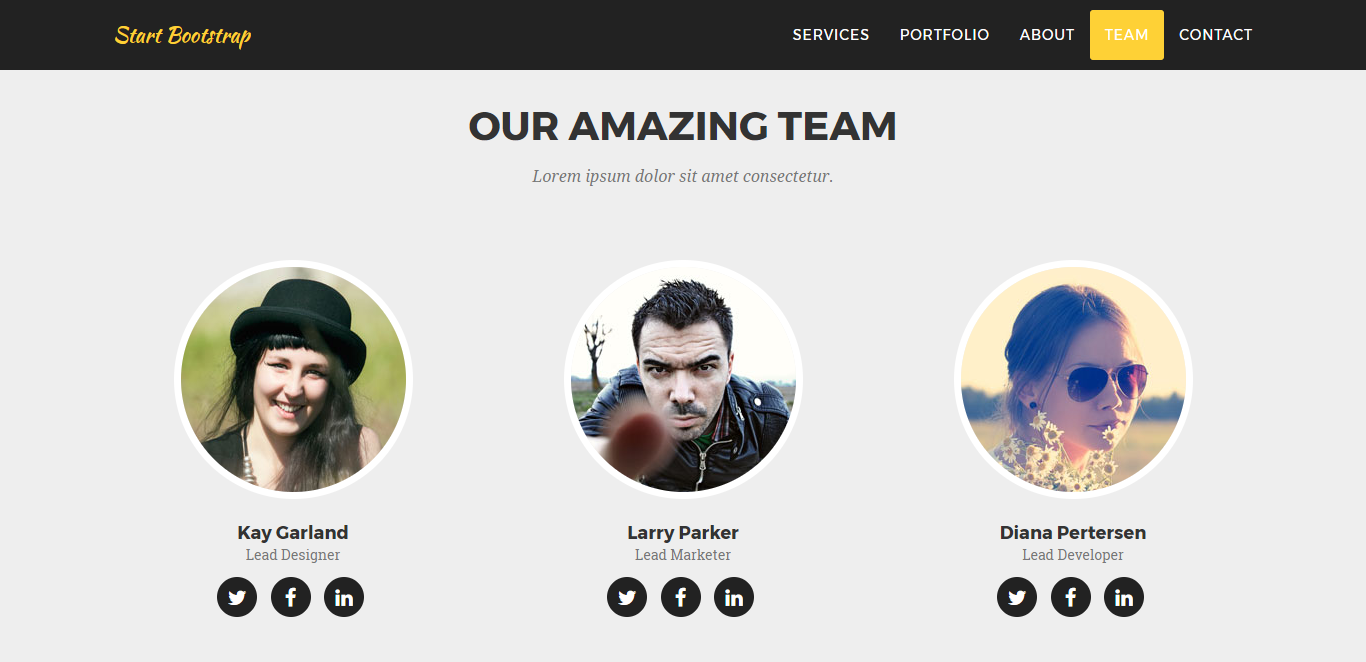 Start Bootstrap
SERVICES PORTFOLIO ABOUT TEAM CONTACT
OUR AMAZING TEAM
Lorem ipsum dolor sit amet consectetur.
Kay Garland
Lead Designer
Larry Parker
Lead Marketer
Diana Pertersen
Lead Developer